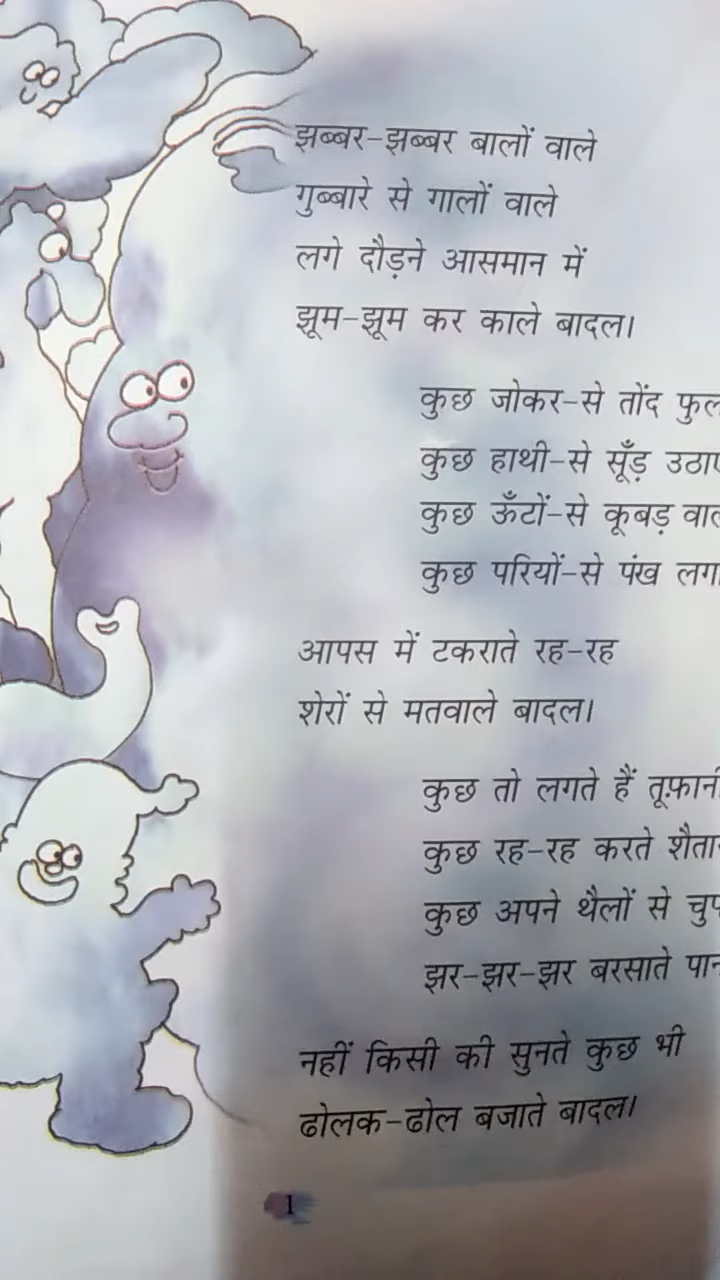 झब्बर-झब्बर बालों वाले
गुब्बारे से गालों वाले
लगे दौड़ने आसमान में
झूम-झूम कर काले बादल।
कुछ जोकर-से तोंद
कुछ हाथी-से सूँड़
कुछ ऊँटों-से कूबड़
कुछ परियों-से पंख
आपस में टकराते रह-रह
शेरों से मतवाले बादल।
कुछ तो लगते हैं
कुछ रह-रह करते
कुछ अपने थैलों से
झर-झर-झर बरसाते
नहीं किसी की सुनते कुछ भी
ढोलक-ढोल बजाते बादल।
1